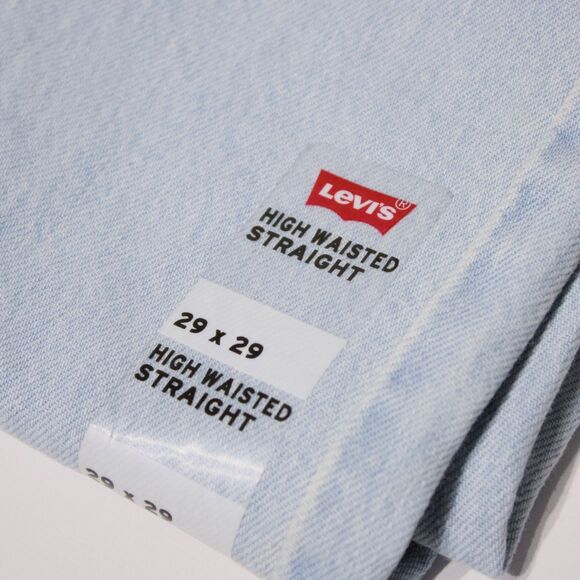 Levi's®
HIGH WAISTED
STRAIGHT
29 x 29
HIGH WAISTED
STRAIGHT
29 x 29